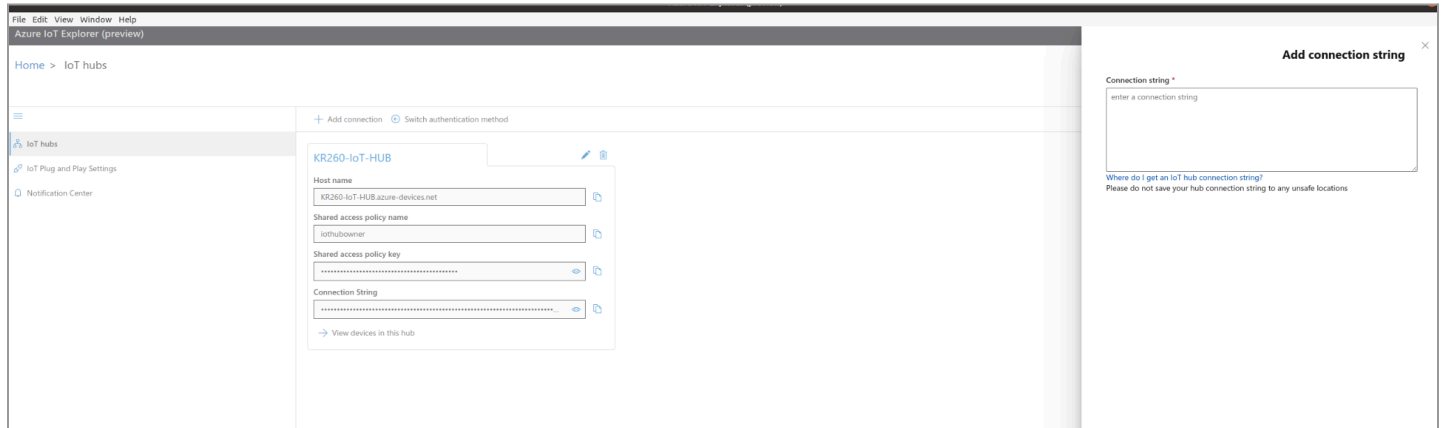 File Edit View Window Help
Azure IoT Explorer (preview)
Home > IoT hubs
+ Add connection Switch authentication method
IoT hubs
IoT Plug and Play Settings
Notification Center
KR260-IoT-HUB
Host name
KR260-IoT-HUB.azure-devices.net
Shared access policy name
iothubowner
Shared access policy key
•••••••••••••••••••••••••••••••••••••••••••
Connection String
•••••••••••••••••••••••••••••••••••••••••••••••••••••••••••••••••••••••••...
View devices in this hub
Add connection string
Connection string *
enter a connection string
Where do I get an IoT hub connection string?
Please do not save your hub connection string to any unsafe locations